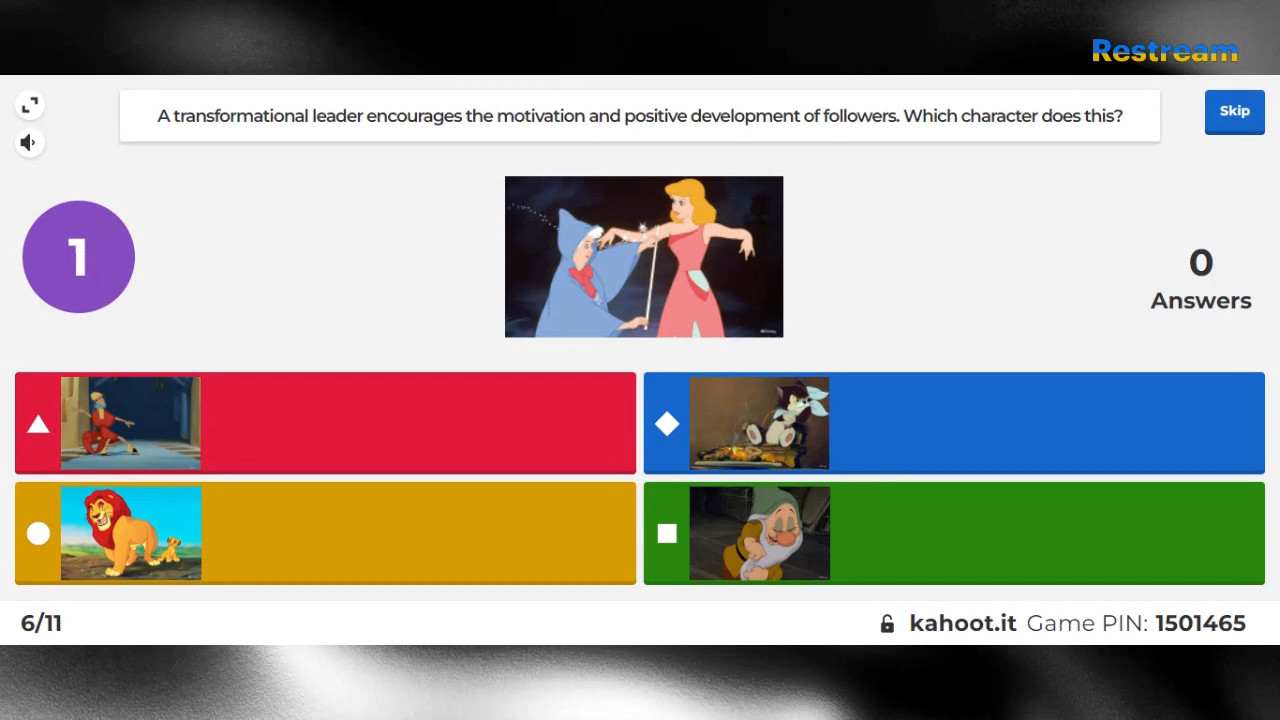 Restream
A transformational leader encourages the motivation and positive development of followers. Which character does this?
Skip
1
0
Answers
6/11
kahoot.it Game PIN: 1501465